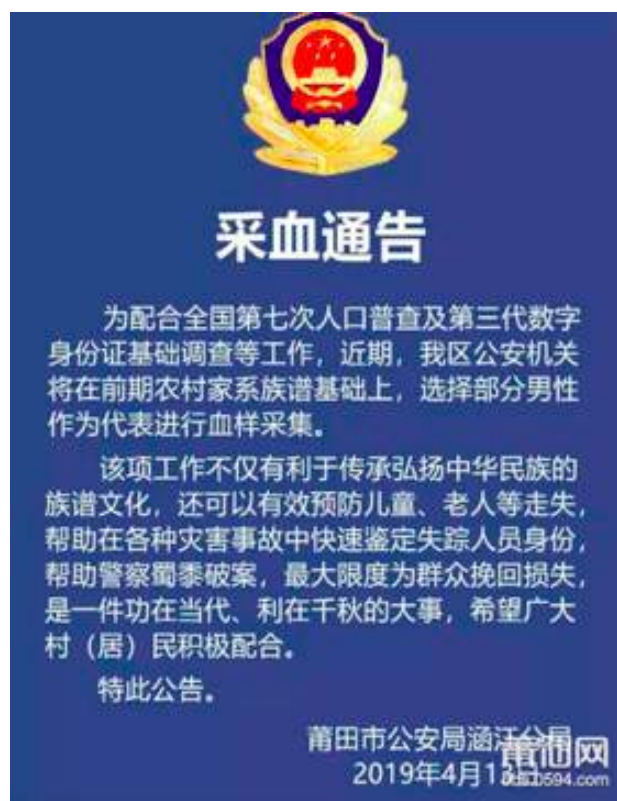 采血通告
为配合全国第七次人口普查及第三代数字
身份证基础调查等工作，近期，我区公安机关
将在前期农村家系族谱基础上，选择部分男性
作为代表进行血样采集。
该项工作不仅有利于传承弘扬中华民族的
族谱文化，还可以有效预防儿童、老人等走失，
帮助在各种灾害事故中快速鉴定失踪人员身份，
帮助警察蜀黍破案，最大限度为群众挽回损失，
是一件功在当代、利在千秋的大事，希望广大
村（居）民积极配合。
特此公告。
莆田市公安局涵江分局
2019年4月13日
莆田网